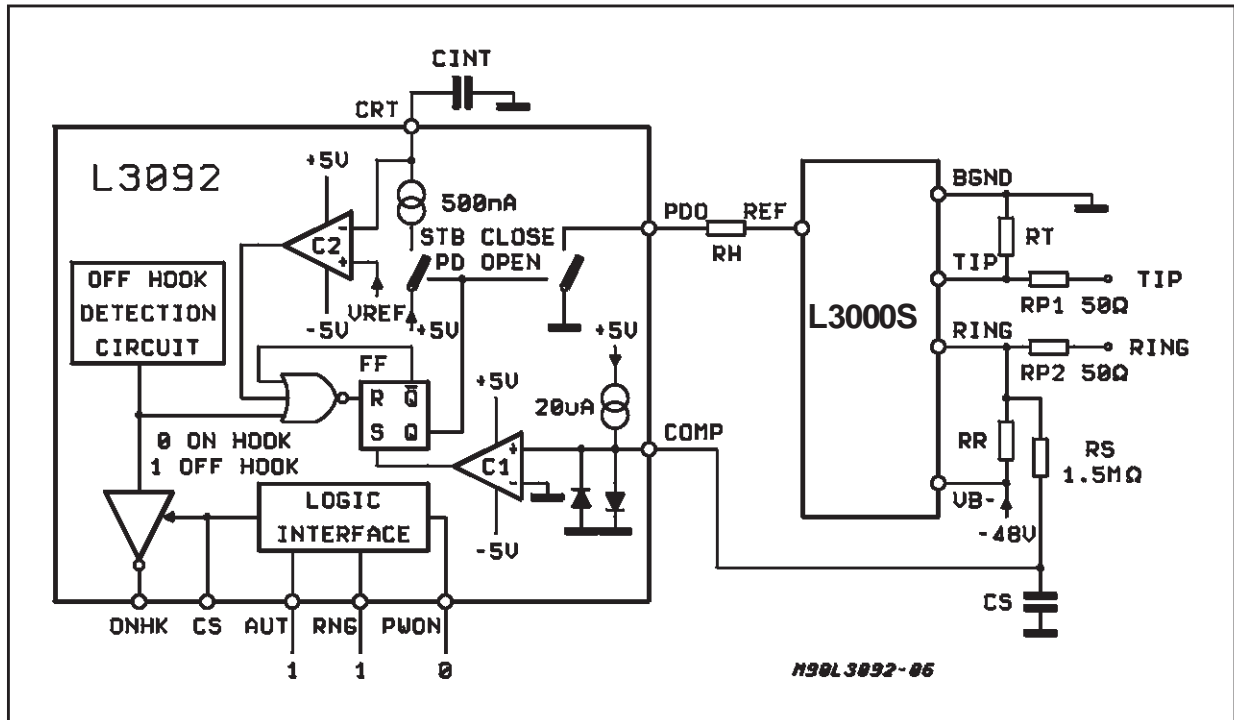 CINT
CRT
L3092
+5V
500nA
C2
-
+
-5V
VREF
STB CLOSE
PD OPEN
+5V
OFF HOOK
DETECTION
CIRCUIT
FF
R Q
S Q
0 ON HOOK
1 OFF HOOK
+5V
C1
+
-
-5V
+5V
20uA
LOGIC
INTERFACE
ONHK CS AUT RNG PWON
1 1 0
PDO REF
RH
COMP
L3000S
BGND
RT
TIP
TIP
RP1 50Ω
RING
RING
RP2 50Ω
RR
RS
1.5MΩ
VB-
-48V
CS
M90L3092-06